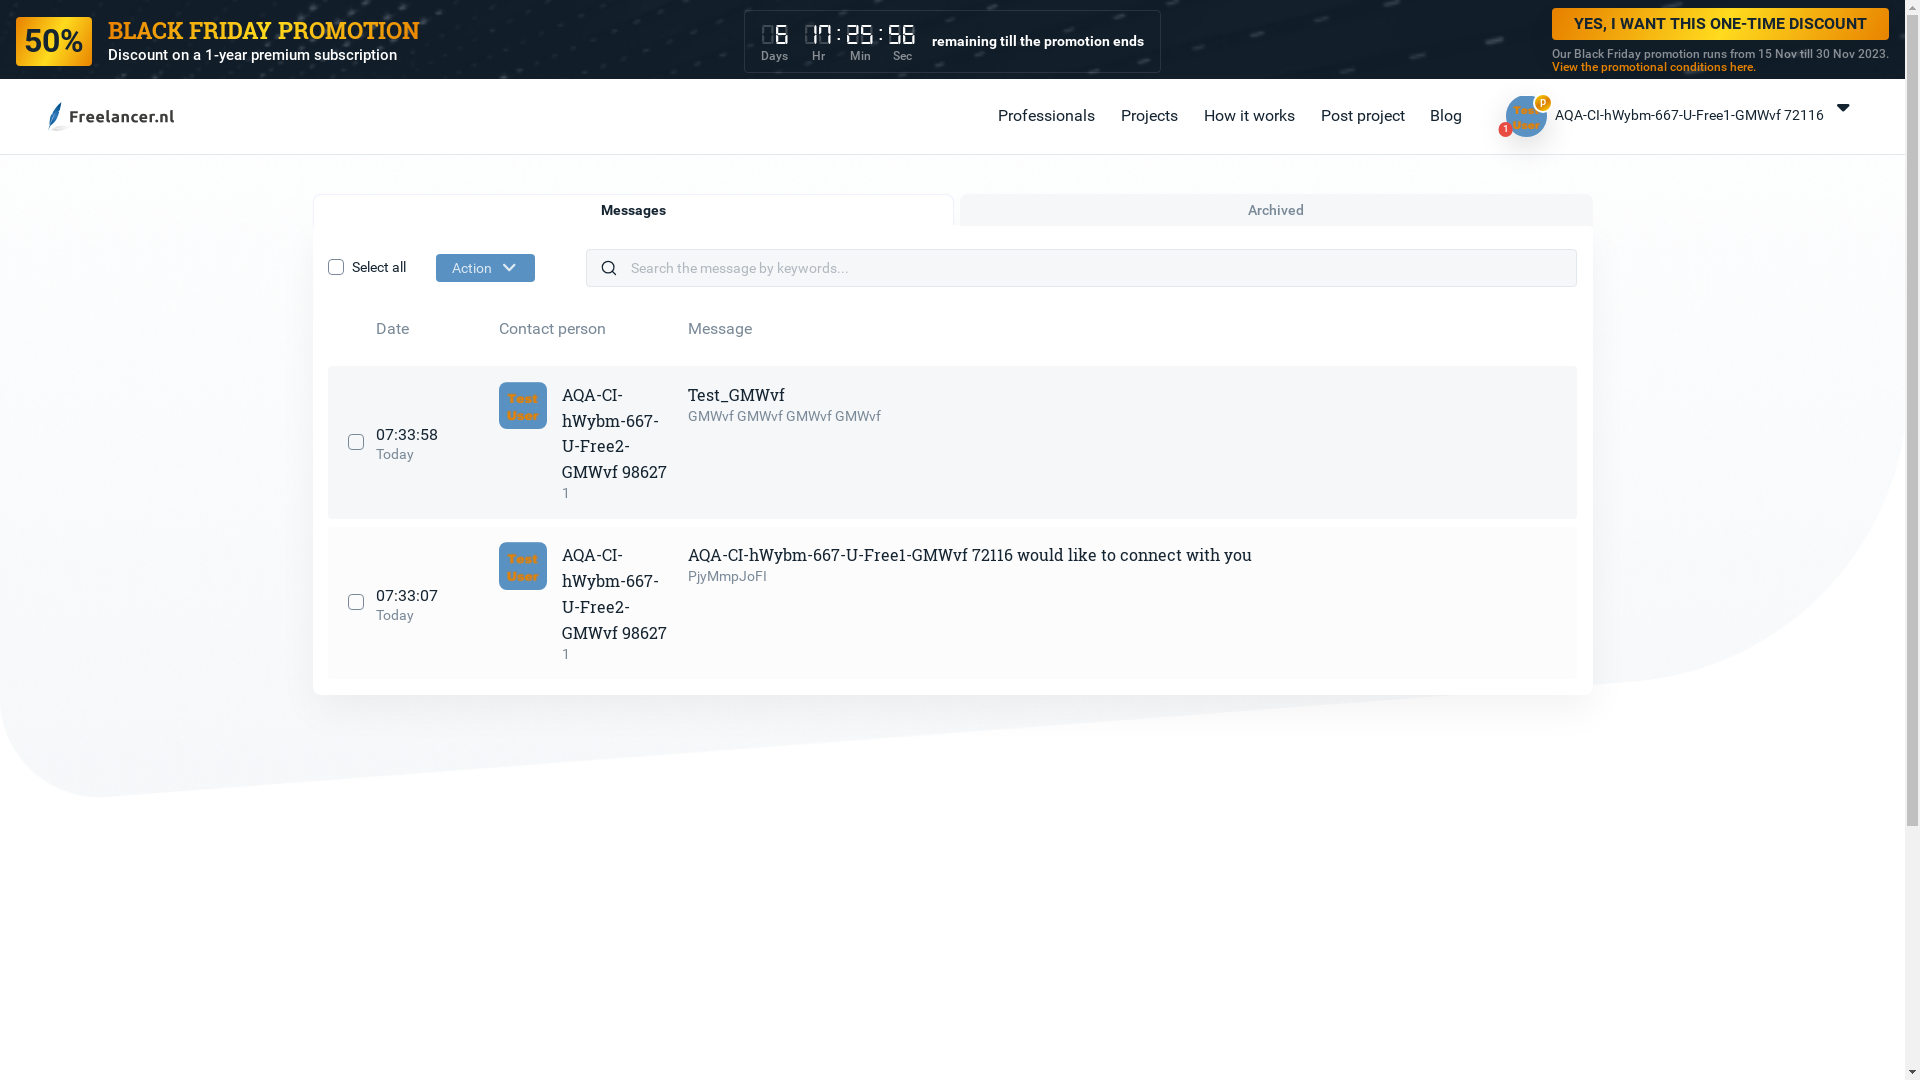 50%
BLACK FRIDAY PROMOTION
Discount on a 1-year premium subscription
6 17 : 25 : 56
Days Hr Min Sec
remaining till the promotion ends
YES, I WANT THIS ONE-TIME DISCOUNT
Our Black Friday promotion runs from 15 Nov till 30 Nov 2023.
View the promotional conditions here.
Freelancer.nl
Professionals Projects How it works Post project Blog
Test
User
p
1
AQA-CI-hWybm-667-U-Free1-GMWvf 72116
Messages
Archived
Select all
Action
Search the message by keywords...
Date Contact person Message
07:33:58
Today
Test
User
AQA-CI-
hWybm-667-
U-Free2-
GMWvf 98627
1
Test_GMWvf
GMWvf GMWvf GMWvf GMWvf
07:33:07
Today
Test
User
AQA-CI-
hWybm-667-
U-Free2-
GMWvf 98627
1
AQA-CI-hWybm-667-U-Free1-GMWvf 72116 would like to connect with you
PjyMmpJoFI